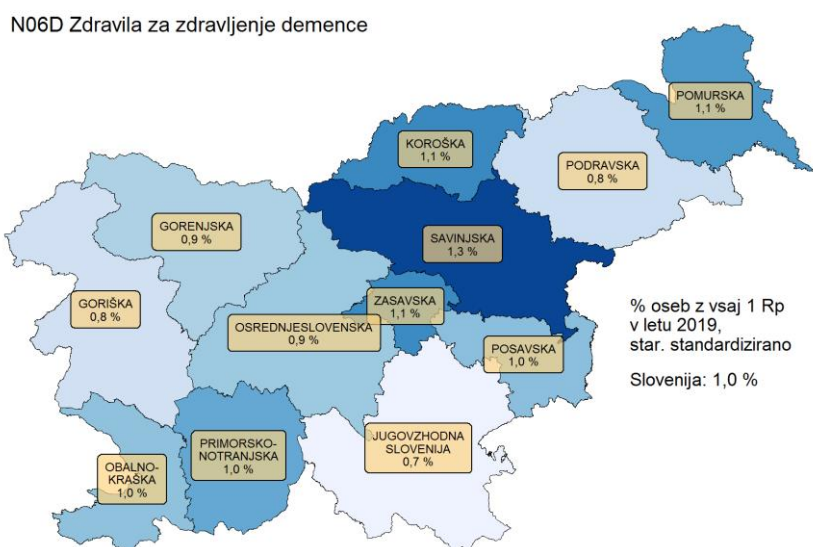 N06D Zdravila za zdravljenje demence
POMURSKA
1,1 %
KOROŠKA
1,1 %
PODRAVSKA
0,8 %
GORENJSKA
0,9 %
SAVINJSKA
1,3 %
GORIŠKA
0,8 %
ZASAVSKA
1,1 %
OSREDNJESLOVENSKA
0,9 %
POSAVSKA
1,0 %
% oseb z vsaj 1 Rp
v letu 2019,
star. standardizirano
Slovenija: 1,0 %
PRIMORSKO-
NOTRANJSKA
1,0 %
JUGOVZHODNA
SLOVENIJA
0,7 %
OBALNO-
KRAŠKA
1,0 %